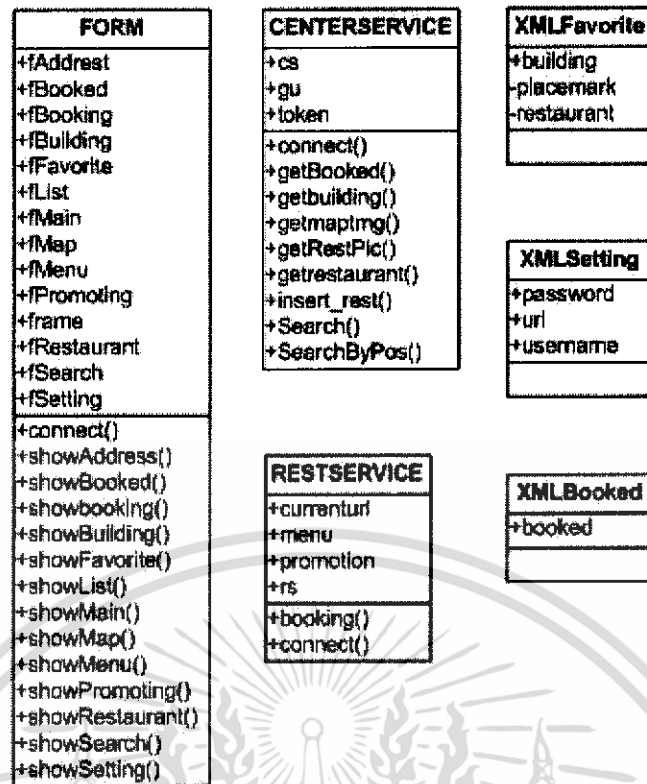 FORM
+fAddrest
+fBooked
+fBooking
+fBuilding
+fFavorite
+fList
+fMain
+fMap
+fMenu
+fPromoting
+frame
+fRestaurant
+fSearch
+fSetting
+connect()
+showAddress()
+showBooked()
+showbooking()
+showBuilding()
+showFavorite()
+showList()
+showMain()
+showMap()
+showMenu()
+showPromoting()
+showRestaurant()
+showSearch()
+showSetting()
CENTERSERVICE
+cs
+gu
+token
+connect()
+getBooked()
+getbuilding()
+getmapImg()
+getRestPic()
+getrestaurant()
+insert_rest()
+Search()
+SearchByPos()
RESTSERVICE
+currenturl
+menu
+promotion
+rs
+booking()
+connect()
XMLFavorite
+building
-placemark
-restaurant
XMLSetting
+password
+url
+username
XMLBooked
+booked